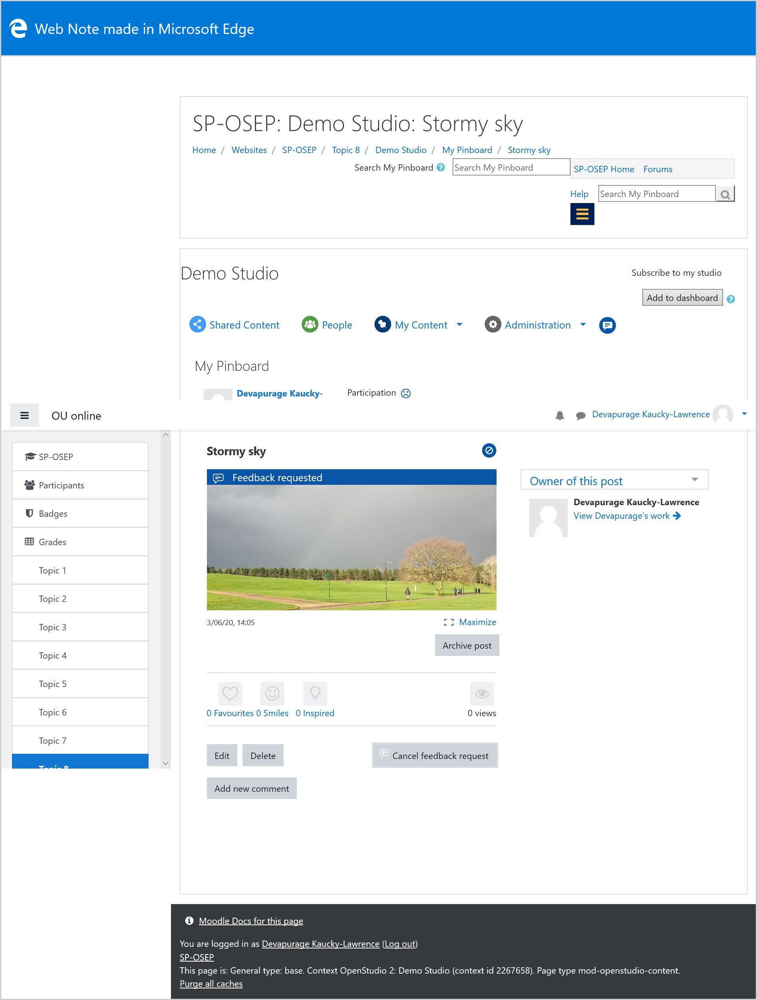 Web Note made in Microsoft Edge
SP-OSEP: Demo Studio: Stormy sky
Home / Websites / SP-OSEP / Topic 8 / Demo Studio / My Pinboard / Stormy sky
Search My Pinboard ? Search My Pinboard SP-OSEP Home Forums
Help Search My Pinboard
Demo Studio
Subscribe to my studio
Add to dashboard ?
Shared Content People My Content Administration
My Pinboard
Devapurage Kaucky- Participation
OU online Devapurage Kaucky-Lawrence
SP-OSEP
Participants
Badges
Grades
Topic 1
Topic 2
Topic 3
Topic 4
Topic 5
Topic 6
Topic 7
Topic 8
Stormy sky
Feedback requested
3/06/20, 14:05 Maximize
Archive post
0 Favourites 0 Smiles 0 Inspired 0 views
Edit Delete Cancel feedback request
Add new comment
Owner of this post
Devapurage Kaucky-Lawrence
View Devapurage's work
Moodle Docs for this page
You are logged in as Devapurage Kaucky-Lawrence (Log out)
SP-OSEP
This page is: General type: base. Context OpenStudio 2: Demo Studio (context id 2267658). Page type mod-openstudio-content.
Purge all caches